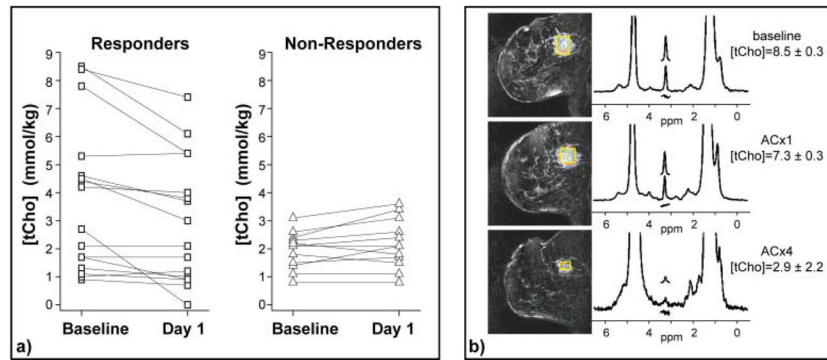 Responders
Non-Responders
[tCho] (mmol/kg)
9
8
7
6
5
4
3
2
1
0
Baseline
Day 1
[tCho] (mmol/kg)
9
8
7
6
5
4
3
2
1
0
Baseline
Day 1
a)
baseline
[tCho]=8.5 ± 0.3
6 4 ppm 2 0
ACx1
[tCho]=7.3 ± 0.3
6 4 ppm 2 0
ACx4
[tCho]=2.9 ± 2.2
6 4 ppm 2 0
b)